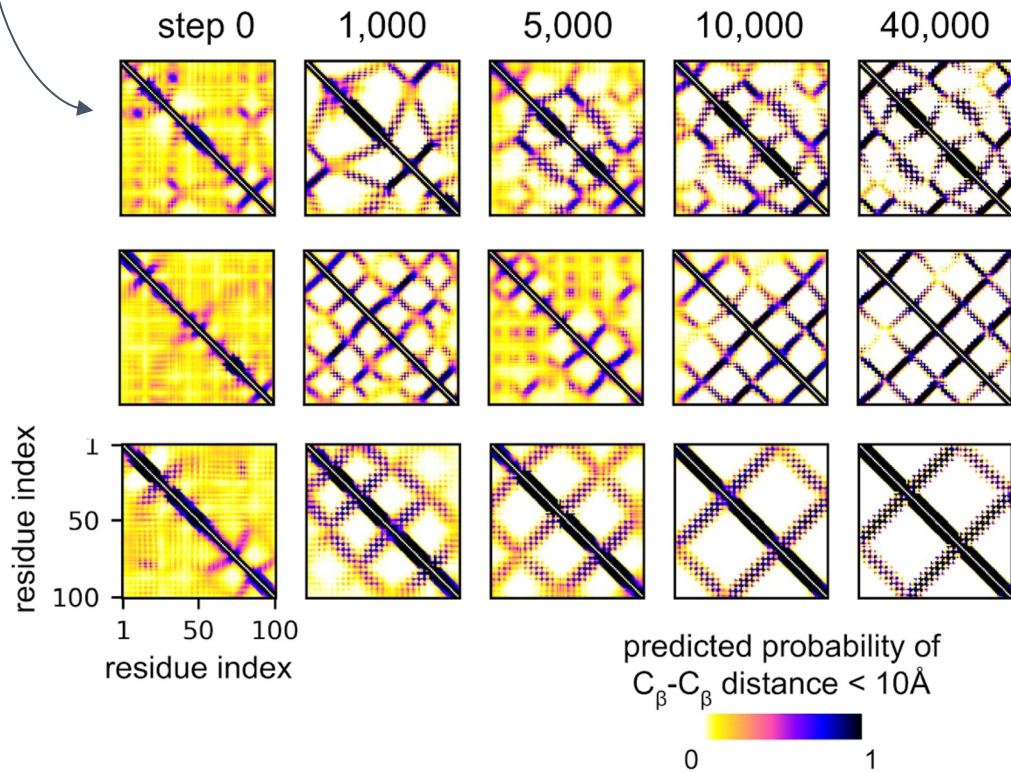 step 0 1,000 5,000 10,000 40,000
residue index
1
50
100
1 50 100
residue index
predicted probability of
Cβ-Cβ distance < 10Å
0 1